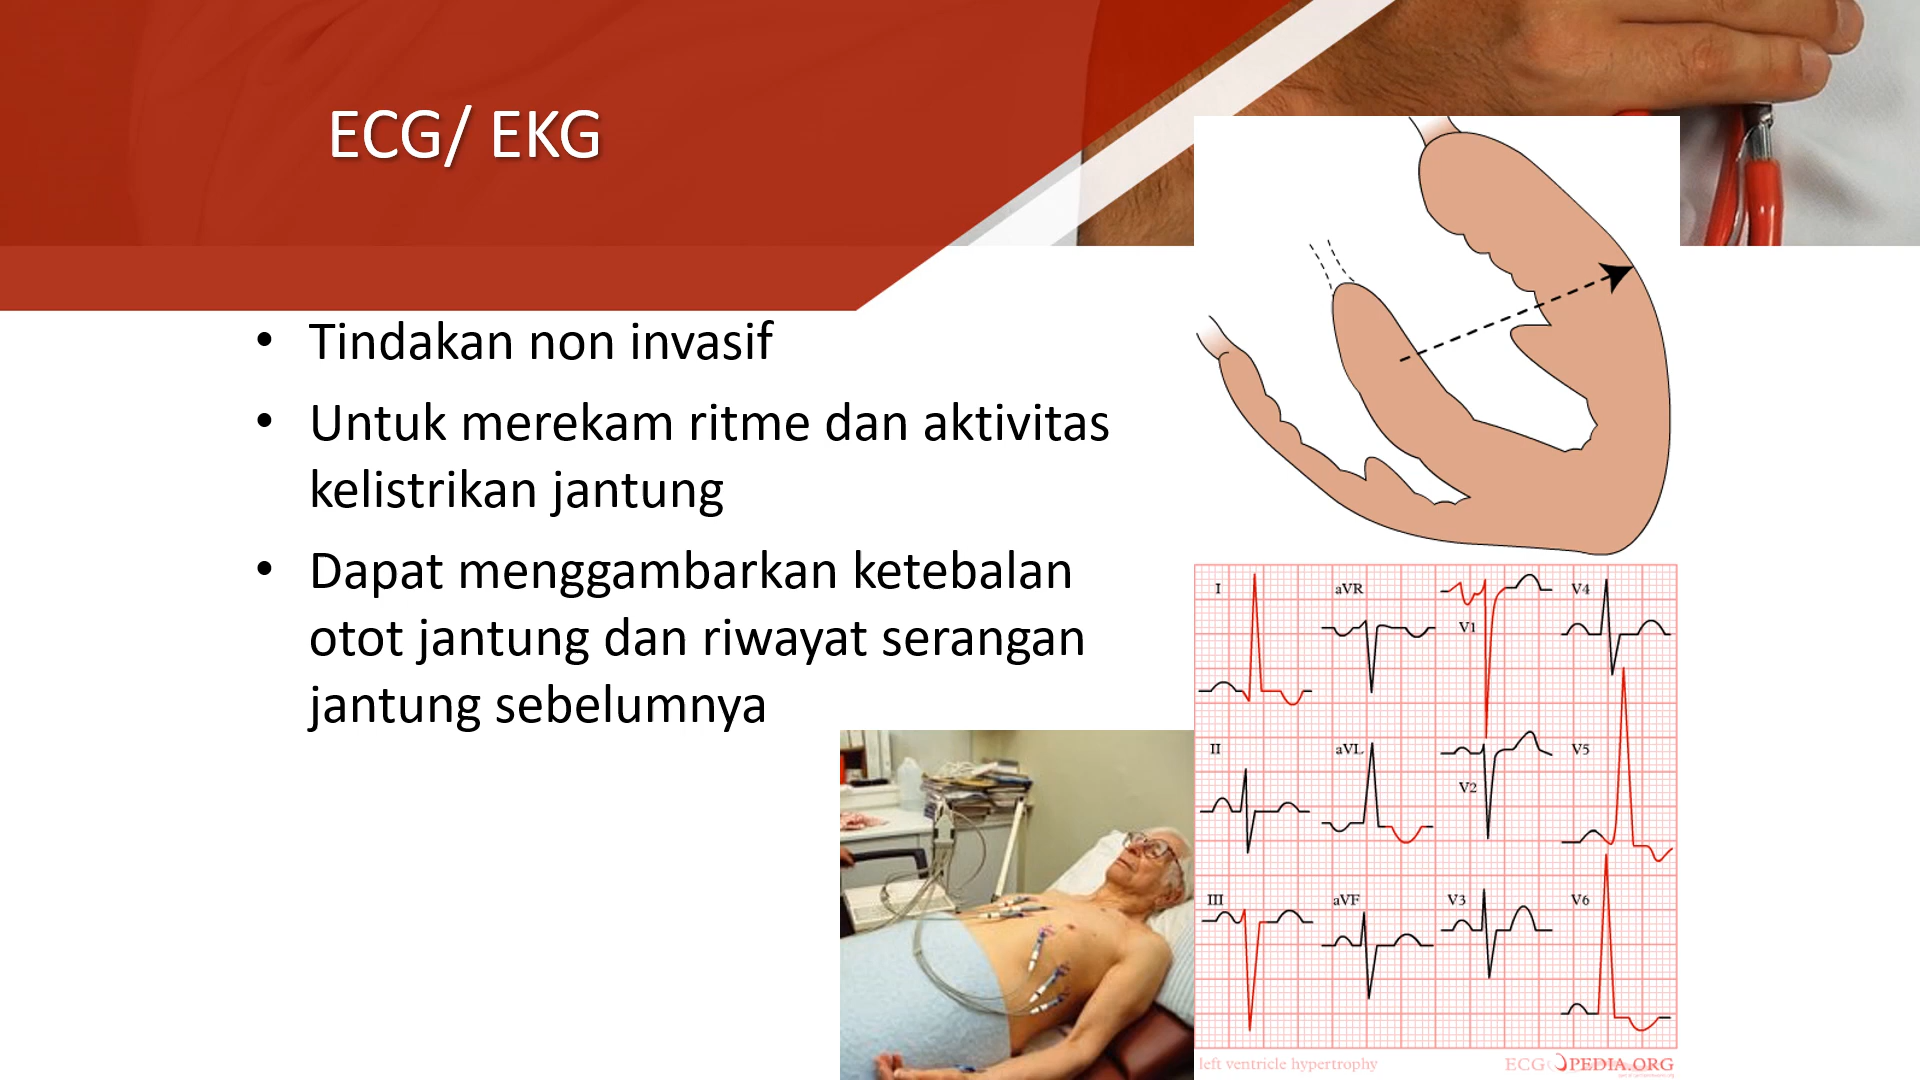 ECG/ EKG
• Tindakan non invasif
• Untuk merekam ritme dan aktivitas
kelistrikan jantung
• Dapat menggambarkan ketebalan
otot jantung dan riwayat serangan
jantung sebelumnya
I aVR V1 V4
II aVL V2 V5
III aVF V3 V6
left ventricle hypertrophy ECGPEDIA.ORG